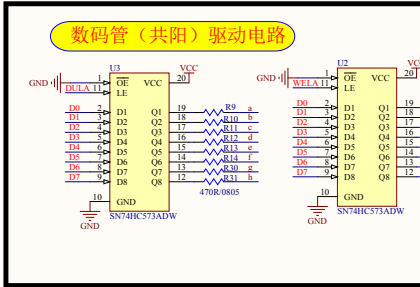 数码管（共阳）驱动电路
U3
GND 1 OE VCC 20 VCC
DULA 11 LE
D0 2 D1 Q1 19 R9 a
D1 3 D2 Q2 18 R10 b
D2 4 D3 Q3 17 R11 c
D3 5 D4 Q4 16 R12 d
D4 6 D5 Q5 15 R13 e
D5 7 D6 Q6 14 R14 f
D6 8 D7 Q7 13 R30 g
D7 9 D8 Q8 12 R31 h
10 GND
470R/0805
GND
SN74HC573ADW
U2
GND 1 OE VCC 20 VCC
WELA 11 LE
D0 2 D1 Q1 19
D1 3 D2 Q2 18
D2 4 D3 Q3 17
D3 5 D4 Q4 16
D4 6 D5 Q5 15
D5 7 D6 Q6 14
D6 8 D7 Q7 13
D7 9 D8 Q8 12
10 GND
GND
SN74HC573ADW